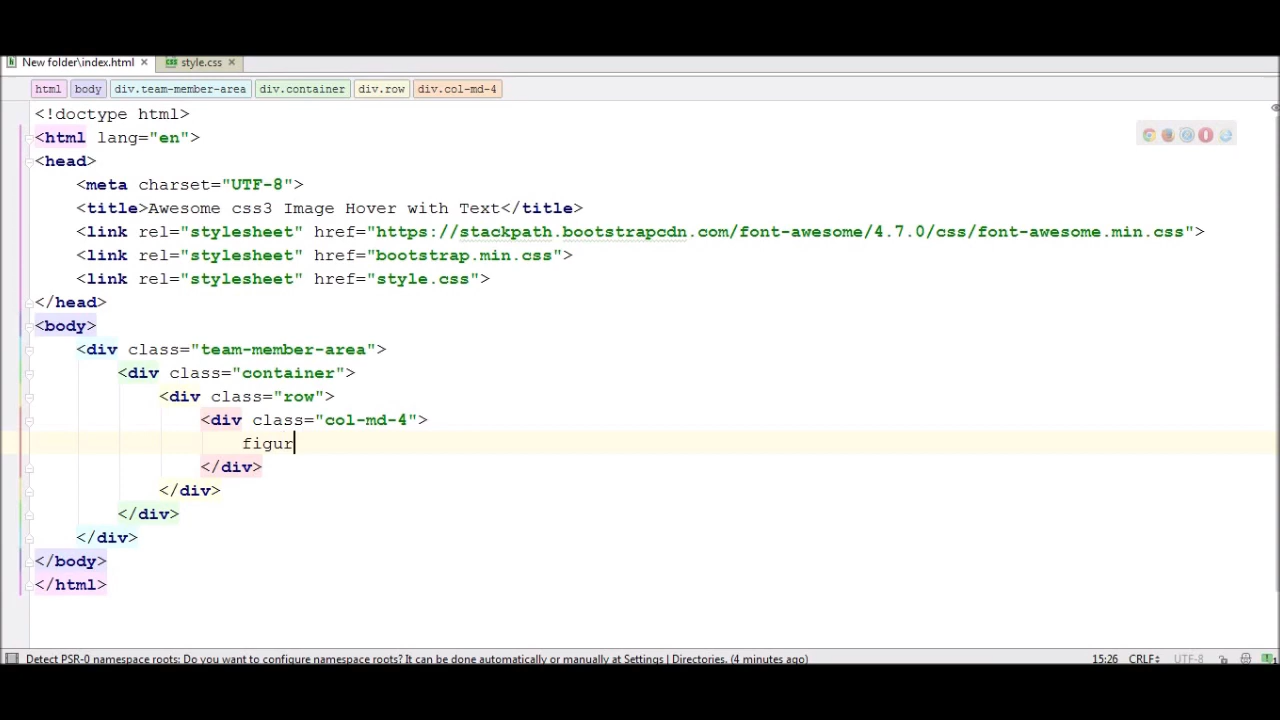 New folder\index.html
style.css
html body div.team-member-area div.container div.row div.col-md-4
<!doctype html>
<html lang="en">
<head>
<meta charset="UTF-8">
<title>Awesome css3 Image Hover with Text</title>
<link rel="stylesheet" href="https://stackpath.bootstrapcdn.com/font-awesome/4.7.0/css/font-awesome.min.css">
<link rel="stylesheet" href="bootstrap.min.css">
<link rel="stylesheet" href="style.css">
</head>
<body>
<div class="team-member-area">
<div class="container">
<div class="row">
<div class="col-md-4">
figur
</div>
</div>
</div>
</div>
</body>
</html>
Detect PSR-0 namespace roots: Do you want to configure namespace roots? It can be done automatically or manually at Settings | Directories. (4 minutes ago) 15:26 CRLF UTF-8